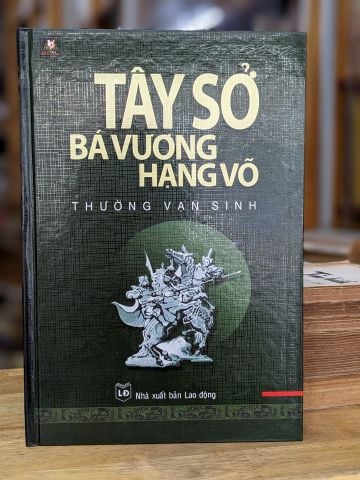 TÂY SỞ
BÁ VƯƠNG
HẠNG VÕ
THƯỜNG VẠN SINH
LĐ
Nhà xuất bản Lao động